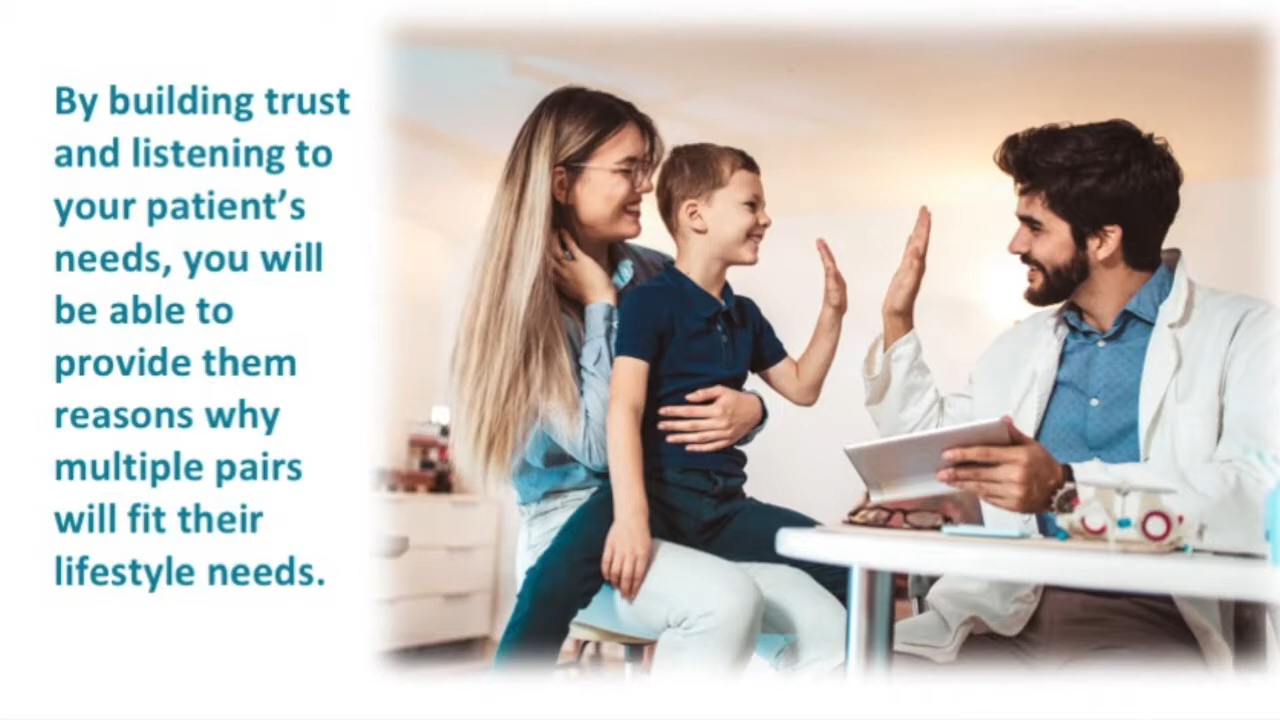 By building trust
and listening to
your patient’s
needs, you will
be able to
provide them
reasons why
multiple pairs
will fit their
lifestyle needs.